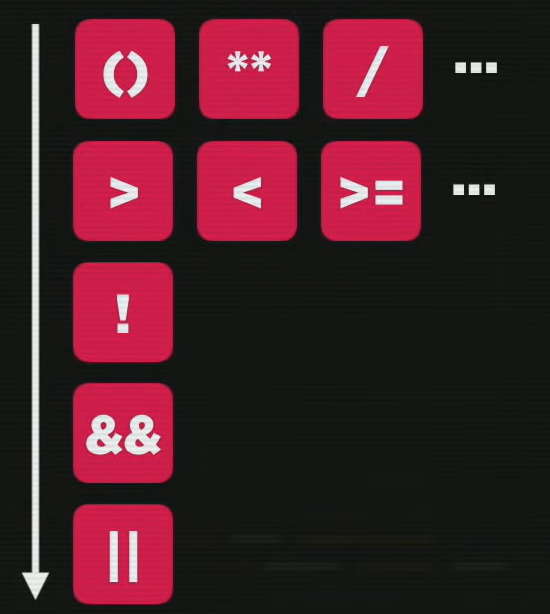 () ** / ...
> < >= ...
!
&&
||